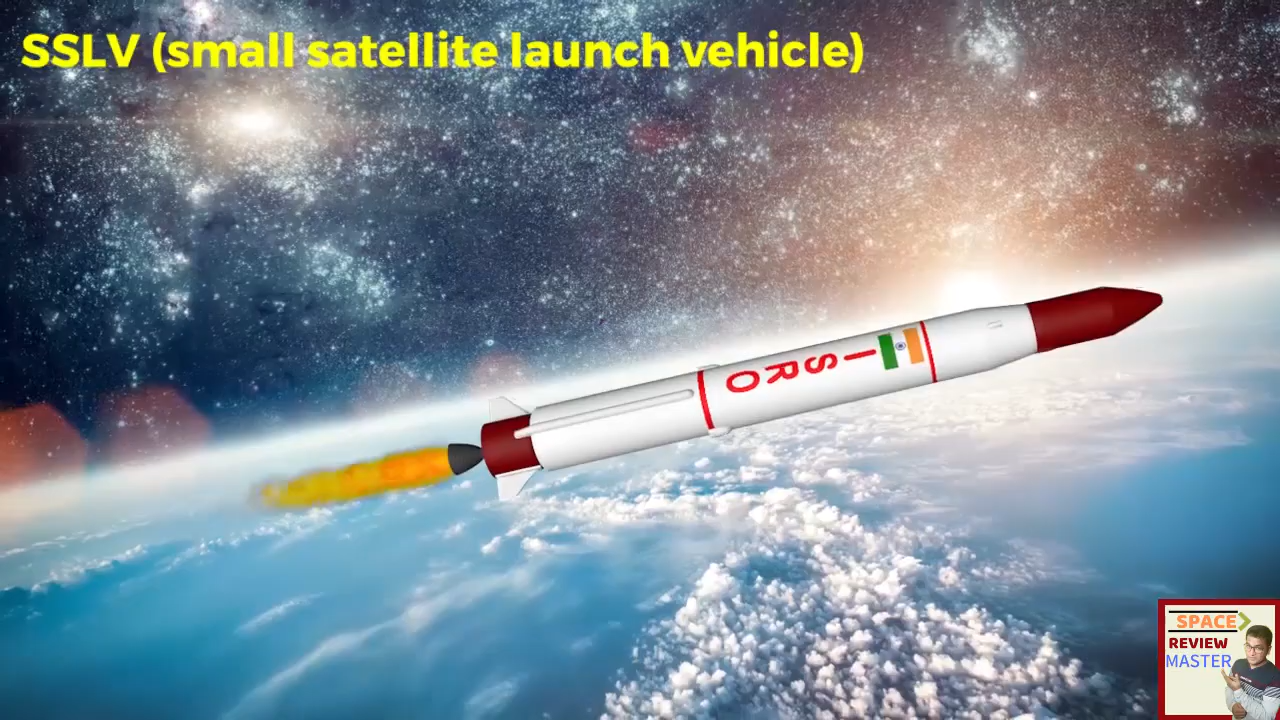 SSLV (small satellite launch vehicle)
ISRO
SPACE
REVIEW
MASTER